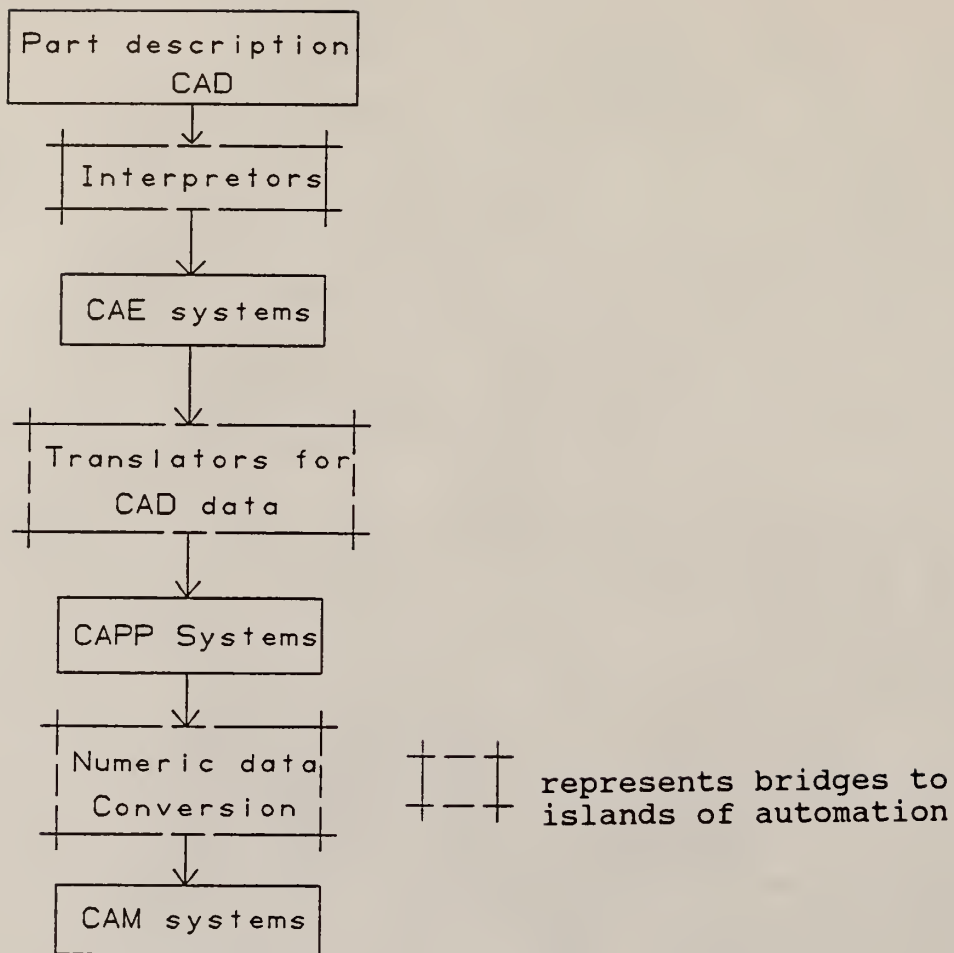 Part description
CAD
Interpretors
CAE systems
Translators for
CAD data
CAPP Systems
Numeric data
Conversion
represents bridges to
islands of automation
CAM systems